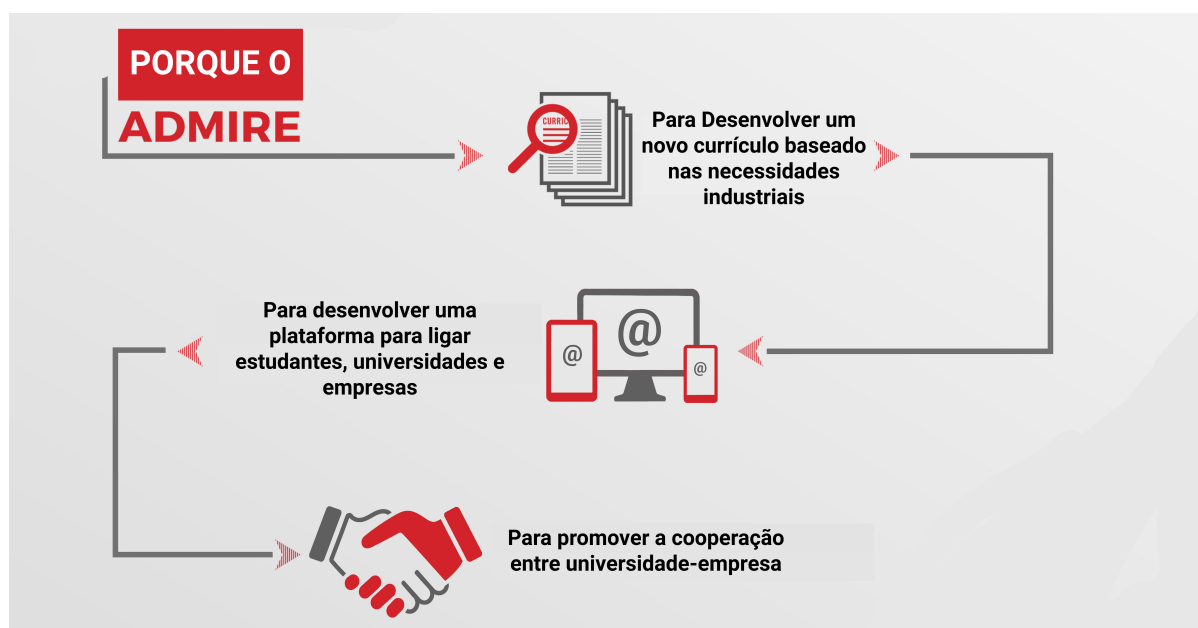 PORQUE O
ADMIRE
CURRIC
Para Desenvolver um
novo currículo baseado
nas necessidades
industriais
@
@
@
Para desenvolver uma
plataforma para ligar
estudantes, universidades e
empresas
Para promover a cooperação
entre universidade-empresa